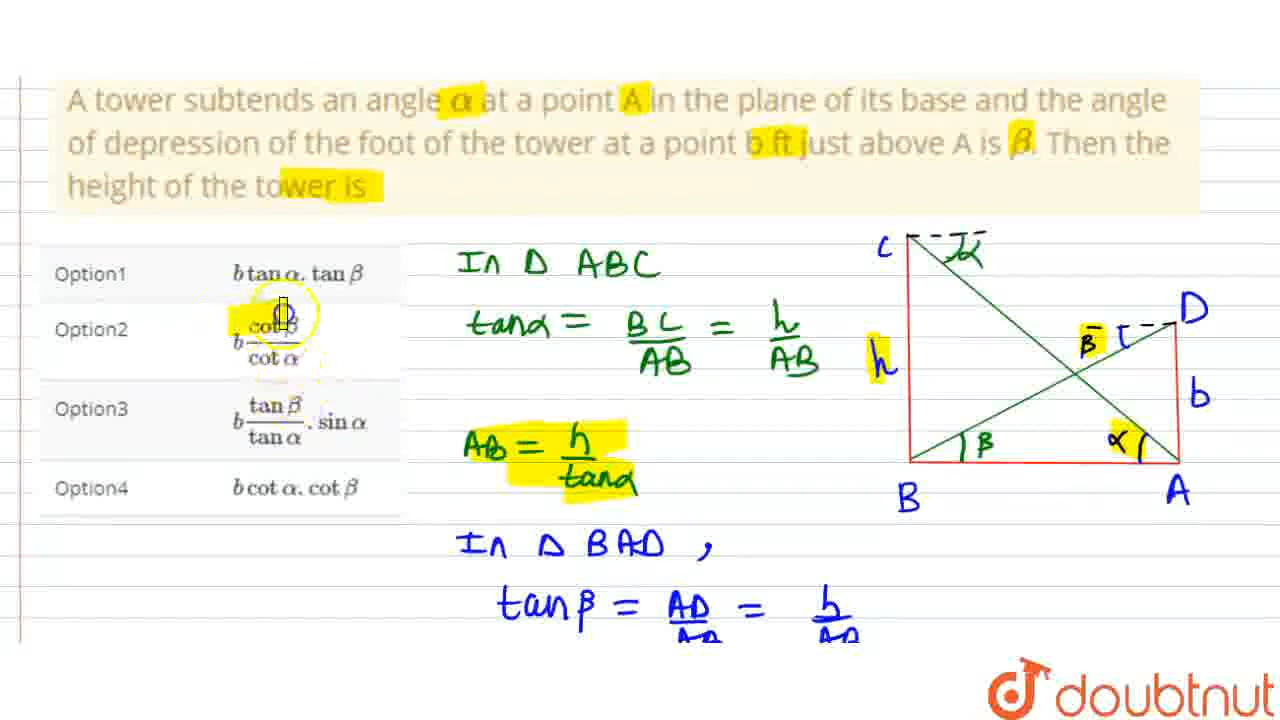 A tower subtends an angle α at a point A in the plane of its base and the angle
of depression of the foot of the tower at a point b ft just above A is β. Then the
height of the tower is
Option1 b tan α. tan β
Option2 b cot β / cot α
Option3 b tan β / tan α . sin α
Option4 b cot α. cot β
In Δ ABC
tanα = BC/AB = h/AB
AB = h/tanα
In Δ BAD ,
tanβ = AD/AB = b/AB
C
α
D
β
h
b
β
α
B
A
doubtnut